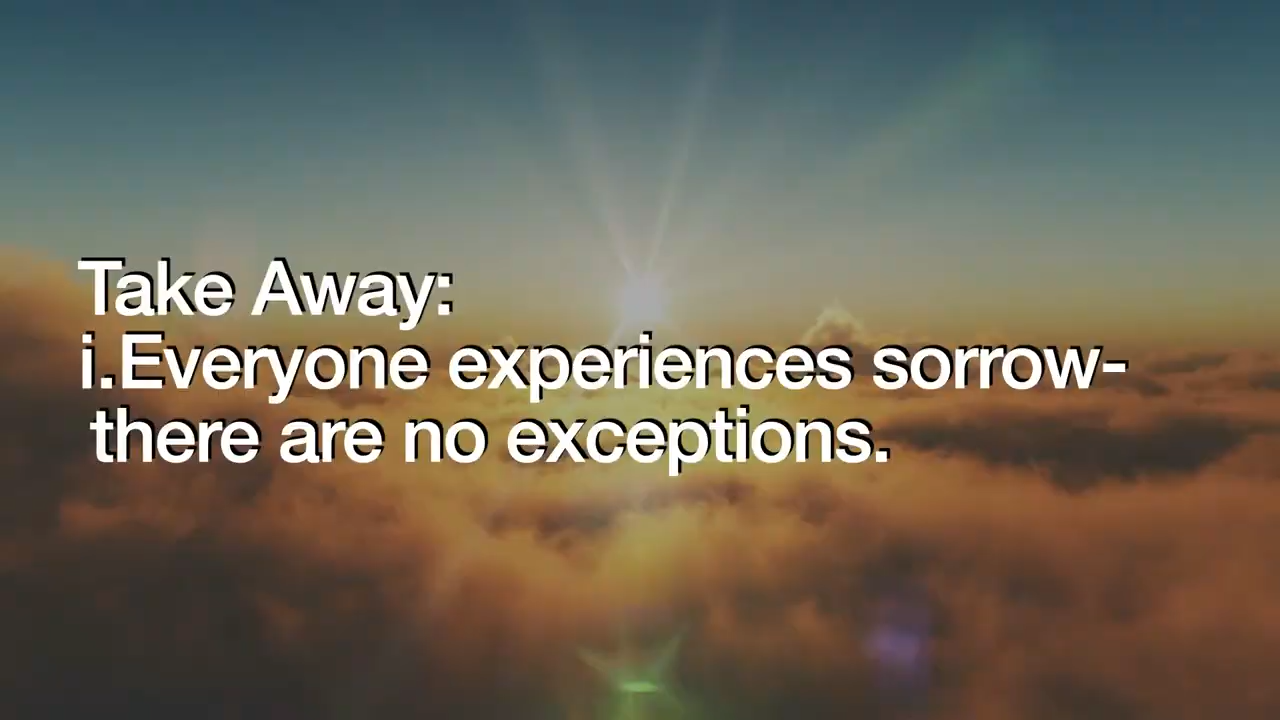 Take Away:
i.Everyone experiences sorrow-
there are no exceptions.